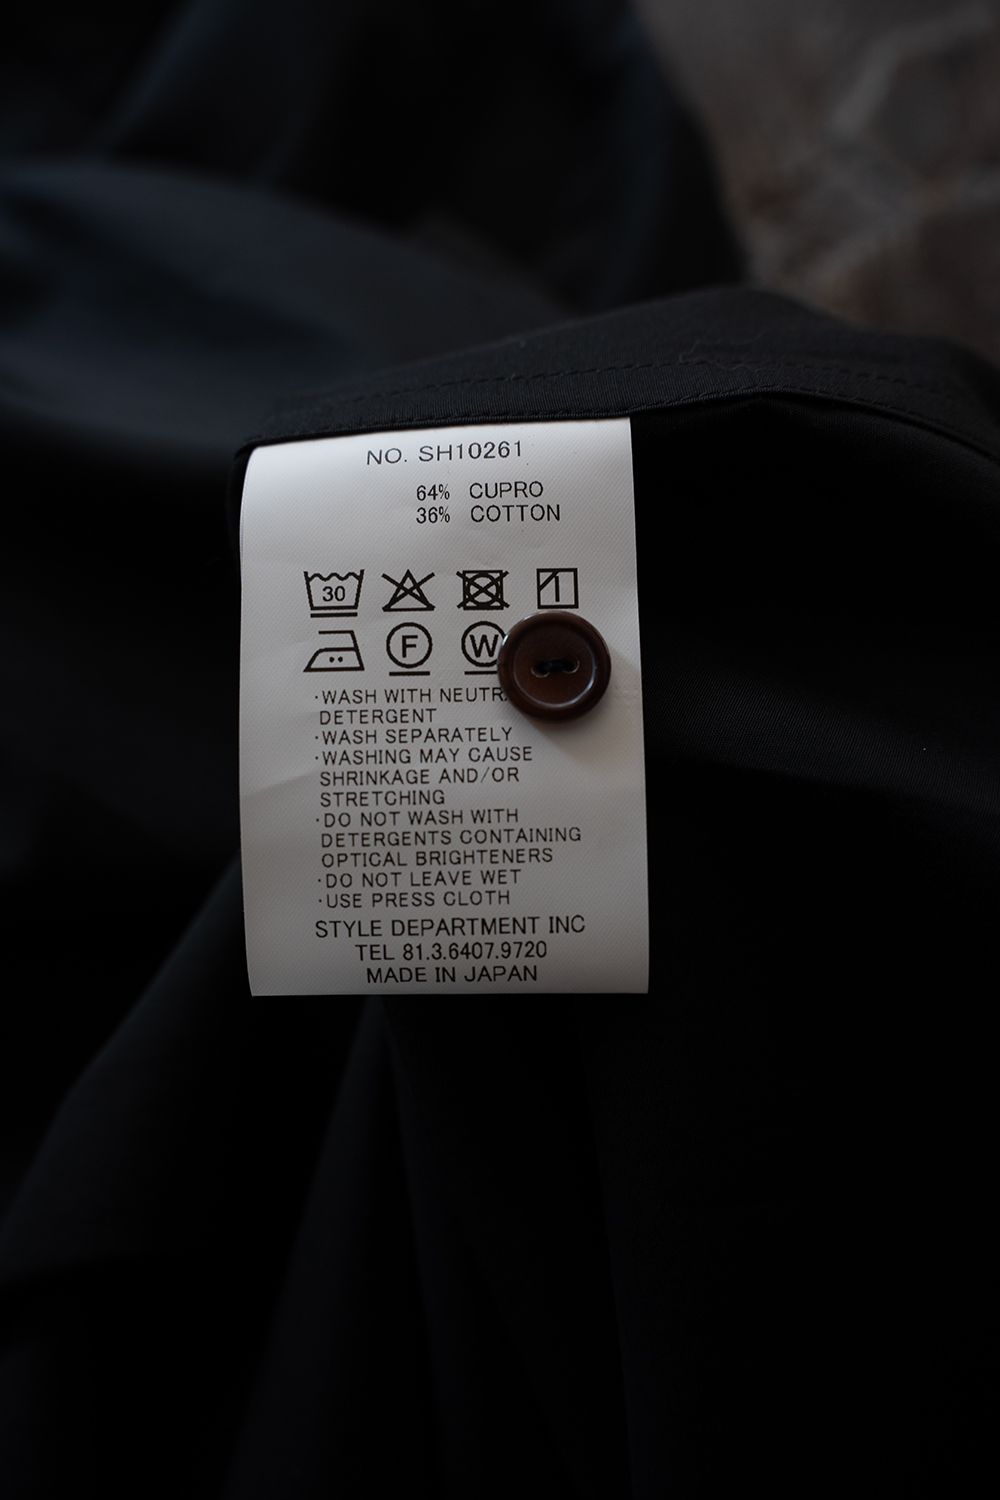 NO. SH10261
64% CUPRO
36% COTTON
30
F W
·WASH WITH
DETERGENT
·WASH SEPARATELY
·WASHING MAY CAUSE
SHRINKAGE AND/OR
STRETCHING
·DO NOT WASH WITH
DETERGENTS CONTAINING
OPTICAL BRIGHTENERS
·DO NOT LEAVE WET
·USE PRESS CLOTH
STYLE DEPARTMENT INC
TEL 81.3.6407.9720
MADE IN JAPAN